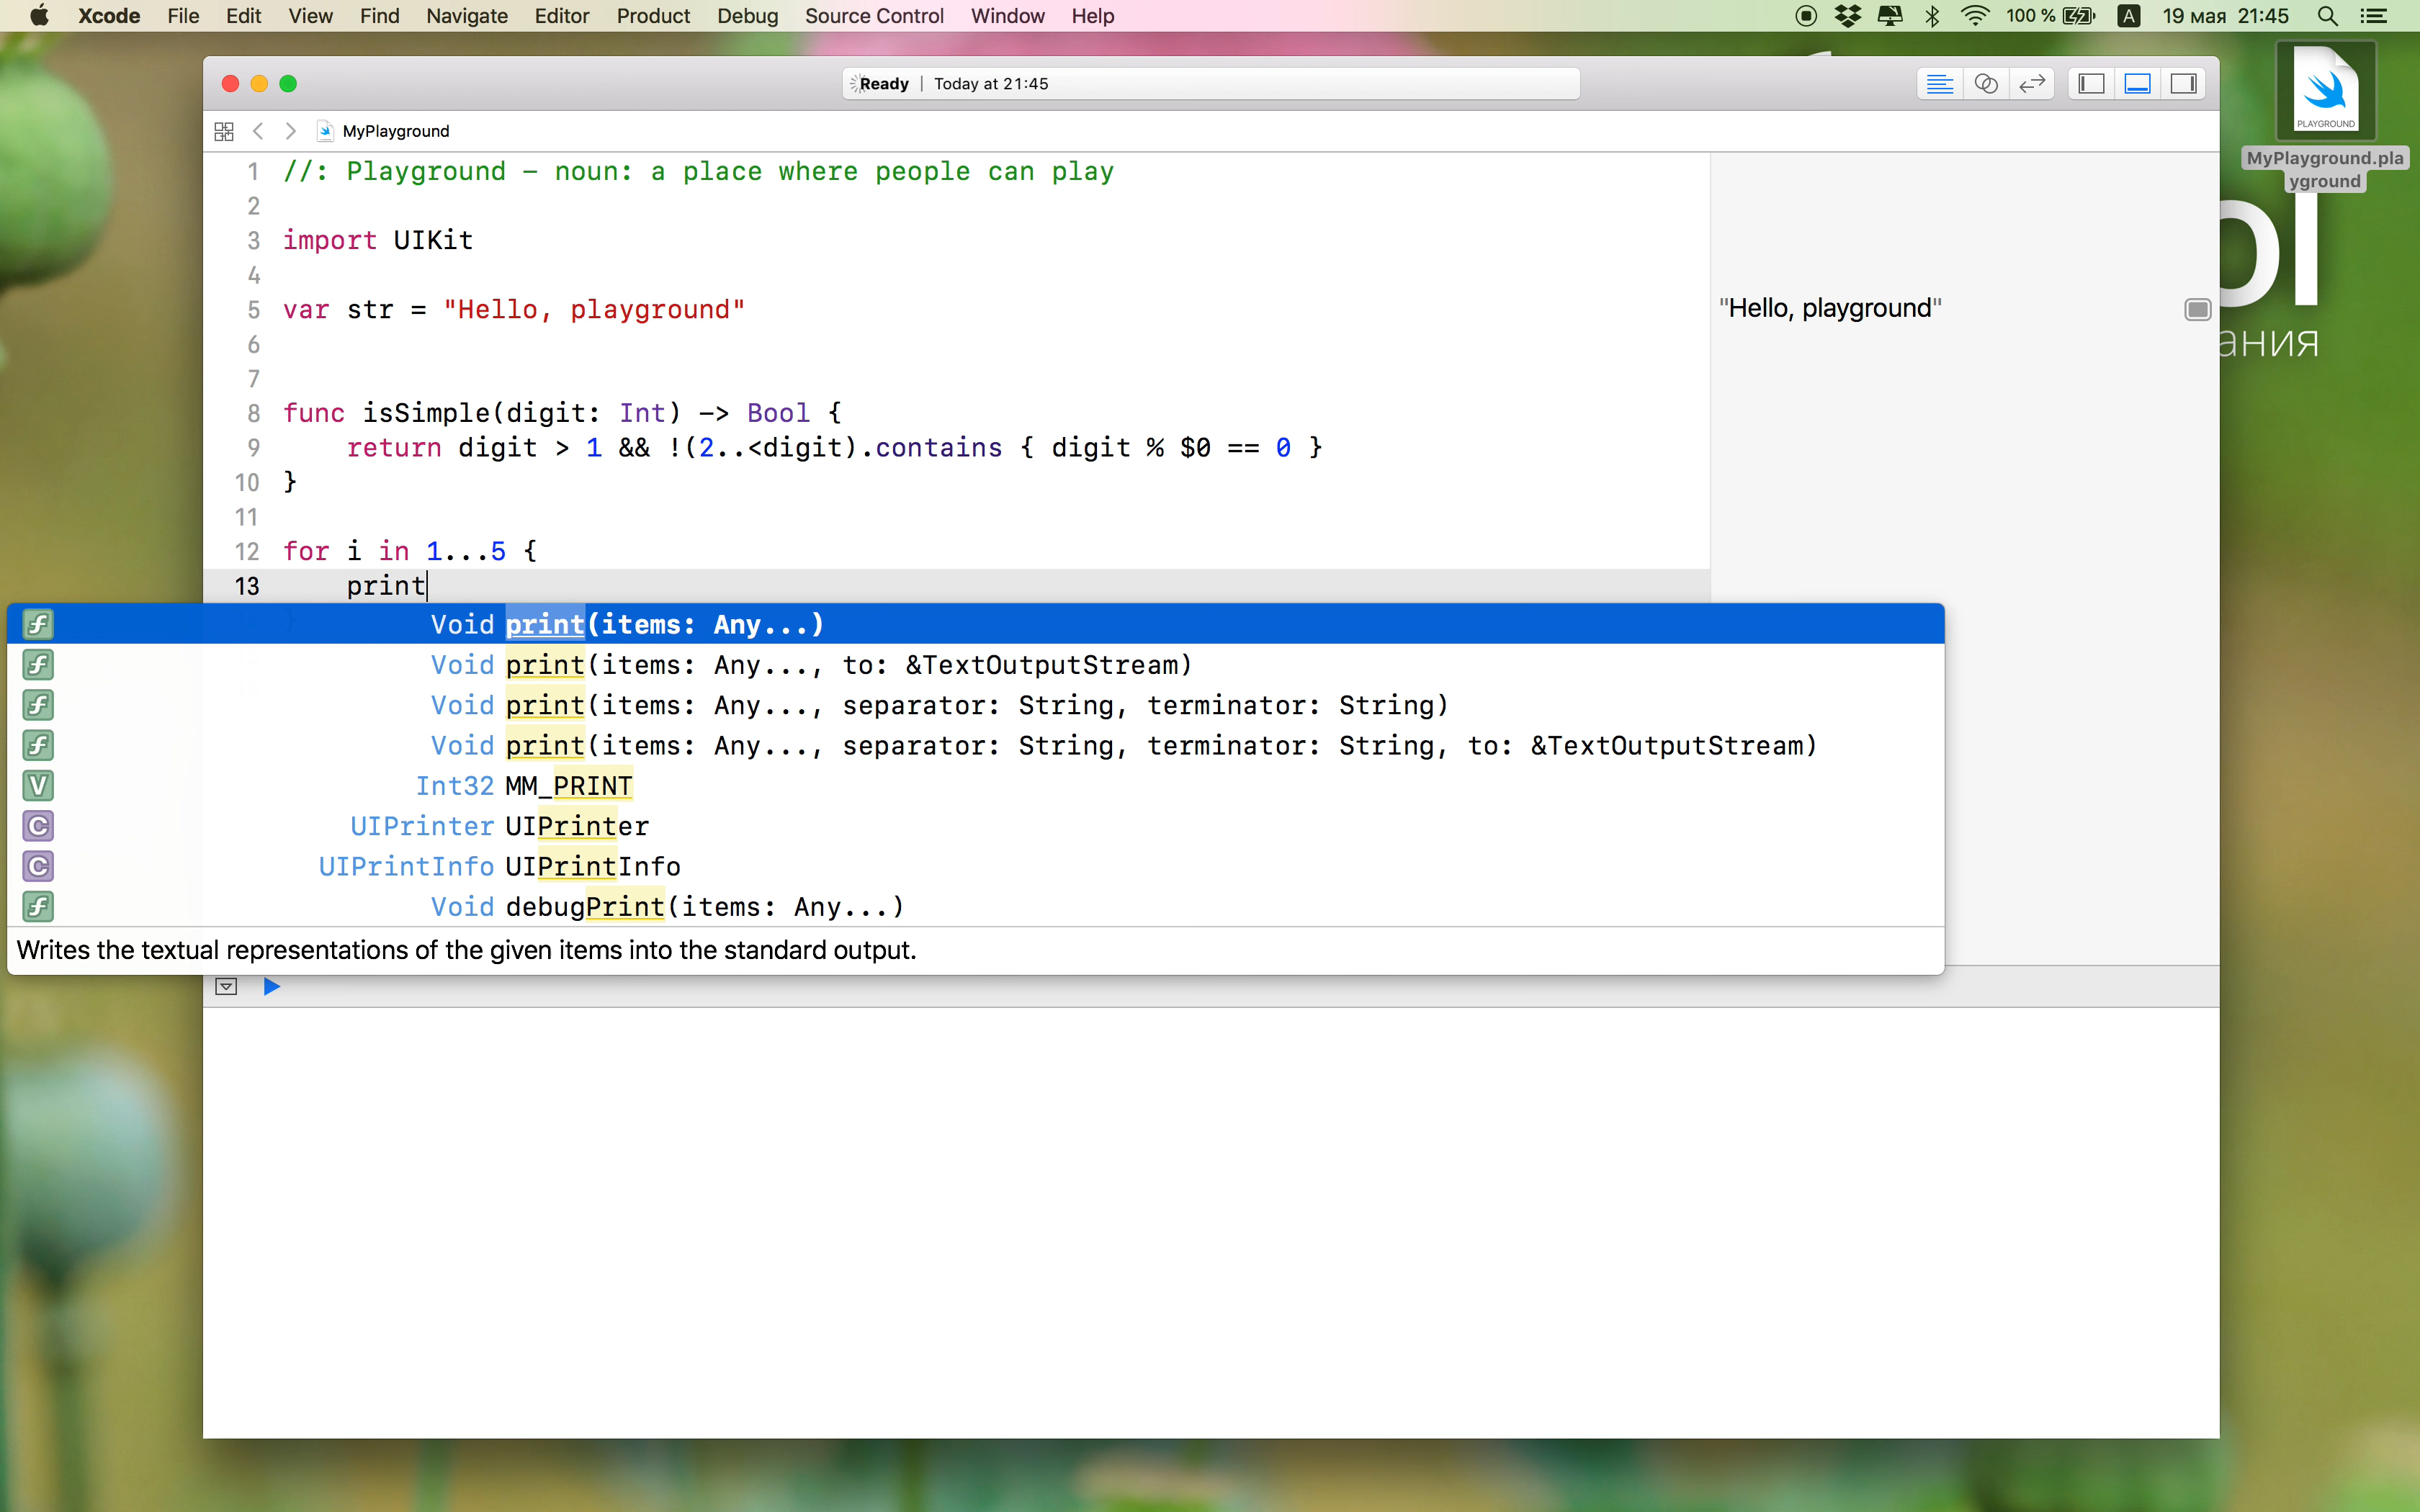 Xcode File Edit View Find Navigate Editor Product Debug Source Control Window Help 100 % A 19 мая 21:45
Ready | Today at 21:45
MyPlayground
PLAYGROUND
MyPlayground.pla
yground
ol
ания
1 //: Playground – noun: a place where people can play
2
3 import UIKit
4
5 var str = "Hello, playground"
"Hello, playground"
6
7
8 func isSimple(digit: Int) -> Bool {
9 return digit > 1 && !(2..<digit).contains { digit % $0 == 0 }
10 }
11
12 for i in 1...5 {
13 print
f Void print(items: Any...)
f Void print(items: Any..., to: &TextOutputStream)
f Void print(items: Any..., separator: String, terminator: String)
f Void print(items: Any..., separator: String, terminator: String, to: &TextOutputStream)
V Int32 MM_PRINT
C UIPrinter UIPrinter
C UIPrintInfo UIPrintInfo
f Void debugPrint(items: Any...)
Writes the textual representations of the given items into the standard output.